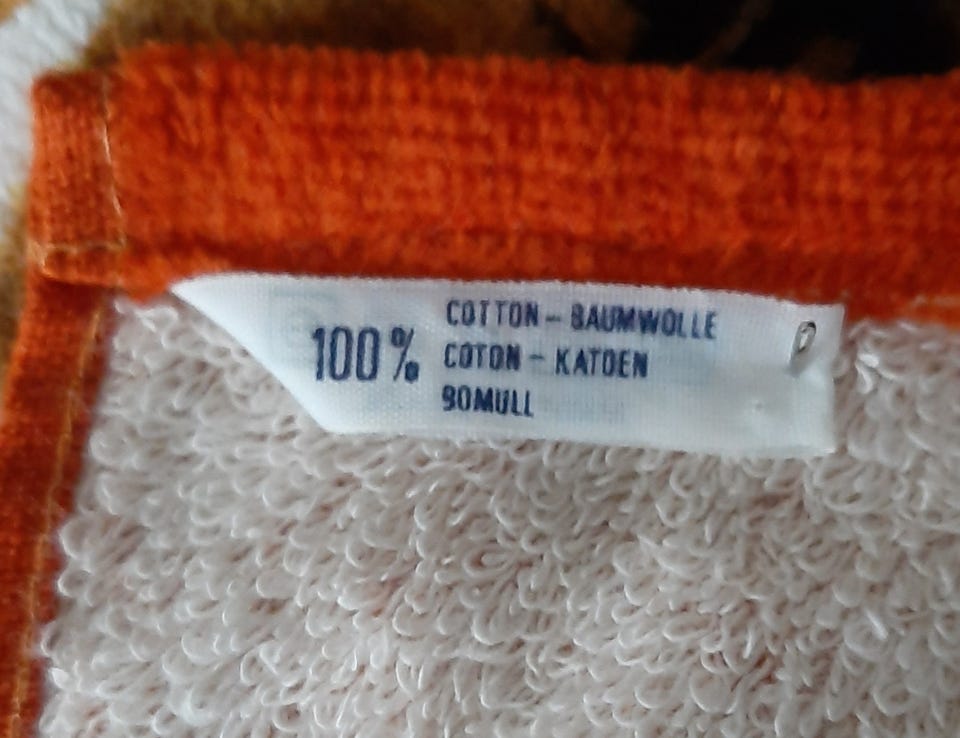 100% COTTON - BAUMWOLLE
COTON - KATOEN
BOMULL